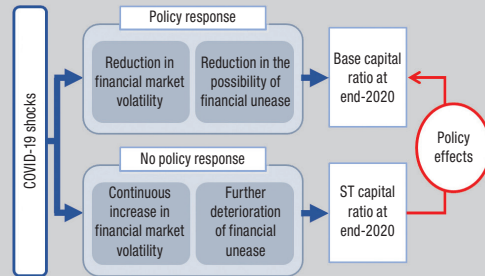 COVID-19 shocks
Policy response
Reduction in
financial market
volatility
Reduction in the
possibility of
financial unease
Base capital
ratio at
end-2020
No policy response
Continuous
increase in
financial market
volatility
Further
deterioration
of financial
unease
ST capital
ratio at
end-2020
Policy
effects